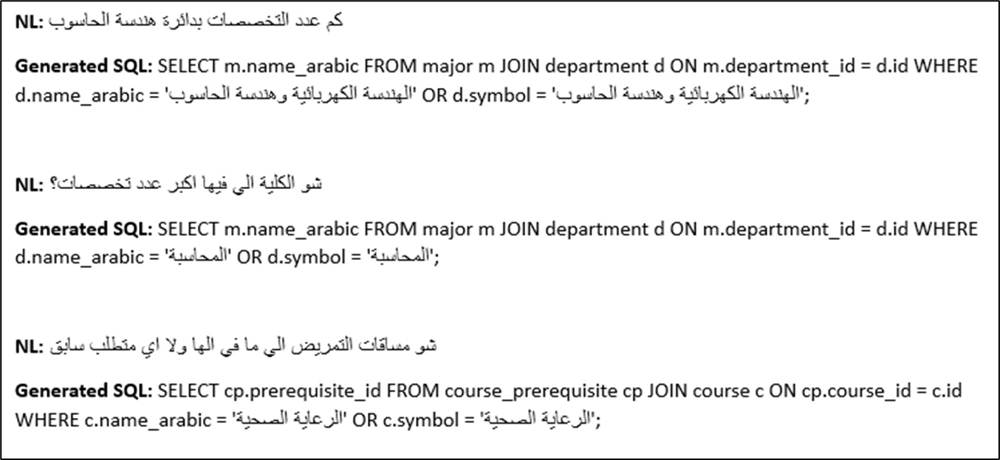 NL: كم عدد التخصصات بدائرة هندسة الحاسوب
Generated SQL: SELECT m.name_arabic FROM major m JOIN department d ON m.department_id = d.id WHERE
d.name_arabic = 'الهندسة الكهربائية وهندسة الحاسوب' OR d.symbol = 'الهندسة الكهربائية وهندسة الحاسوب';
NL: شو الكلية الي فيها اكبر عدد تخصصات؟
Generated SQL: SELECT m.name_arabic FROM major m JOIN department d ON m.department_id = d.id WHERE
d.name_arabic = 'المحاسبة' OR d.symbol = 'المحاسبة';
NL: شو مساقات التمريض الي ما في الها ولا اي متطلب سابق
Generated SQL: SELECT cp.prerequisite_id FROM course_prerequisite cp JOIN course c ON cp.course_id = c.id
WHERE c.name_arabic = 'الرعاية الصحية' OR c.symbol = 'الرعاية الصحية';